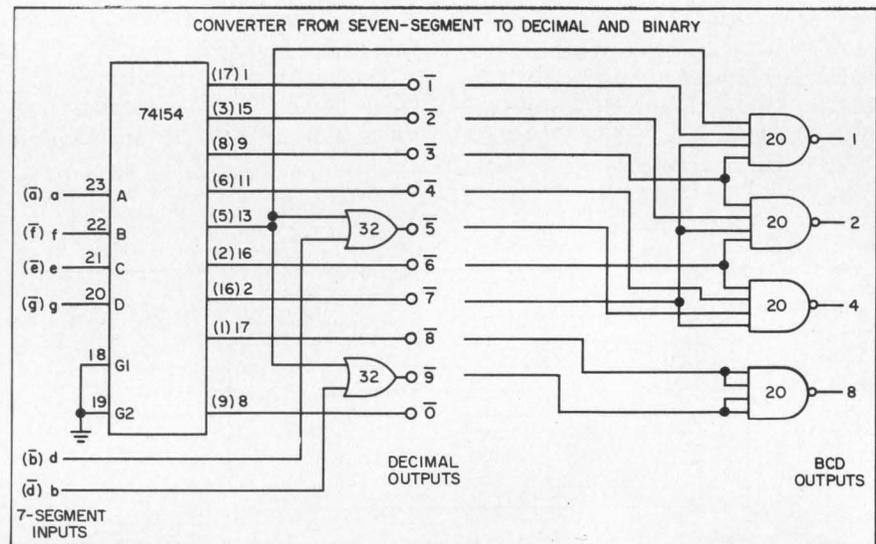 CONVERTER FROM SEVEN-SEGMENT TO DECIMAL AND BINARY
74154
(17) 1
(3) 15
(8) 9
(6) 11
(5) 13
(2) 16
(16) 2
(1) 17
(9) 8
(a̅) a 23 A
(f̅) f 22 B
(e̅) e 21 C
(g̅) g 20 D
18 G1
19 G2
(b̅) d
(d̅) b
7-SEGMENT
INPUTS
32
32
1̅
2̅
3̅
4̅
5̅
6̅
7̅
8̅
9̅
0̅
DECIMAL
OUTPUTS
20 1
20 2
20 4
20 8
BCD
OUTPUTS